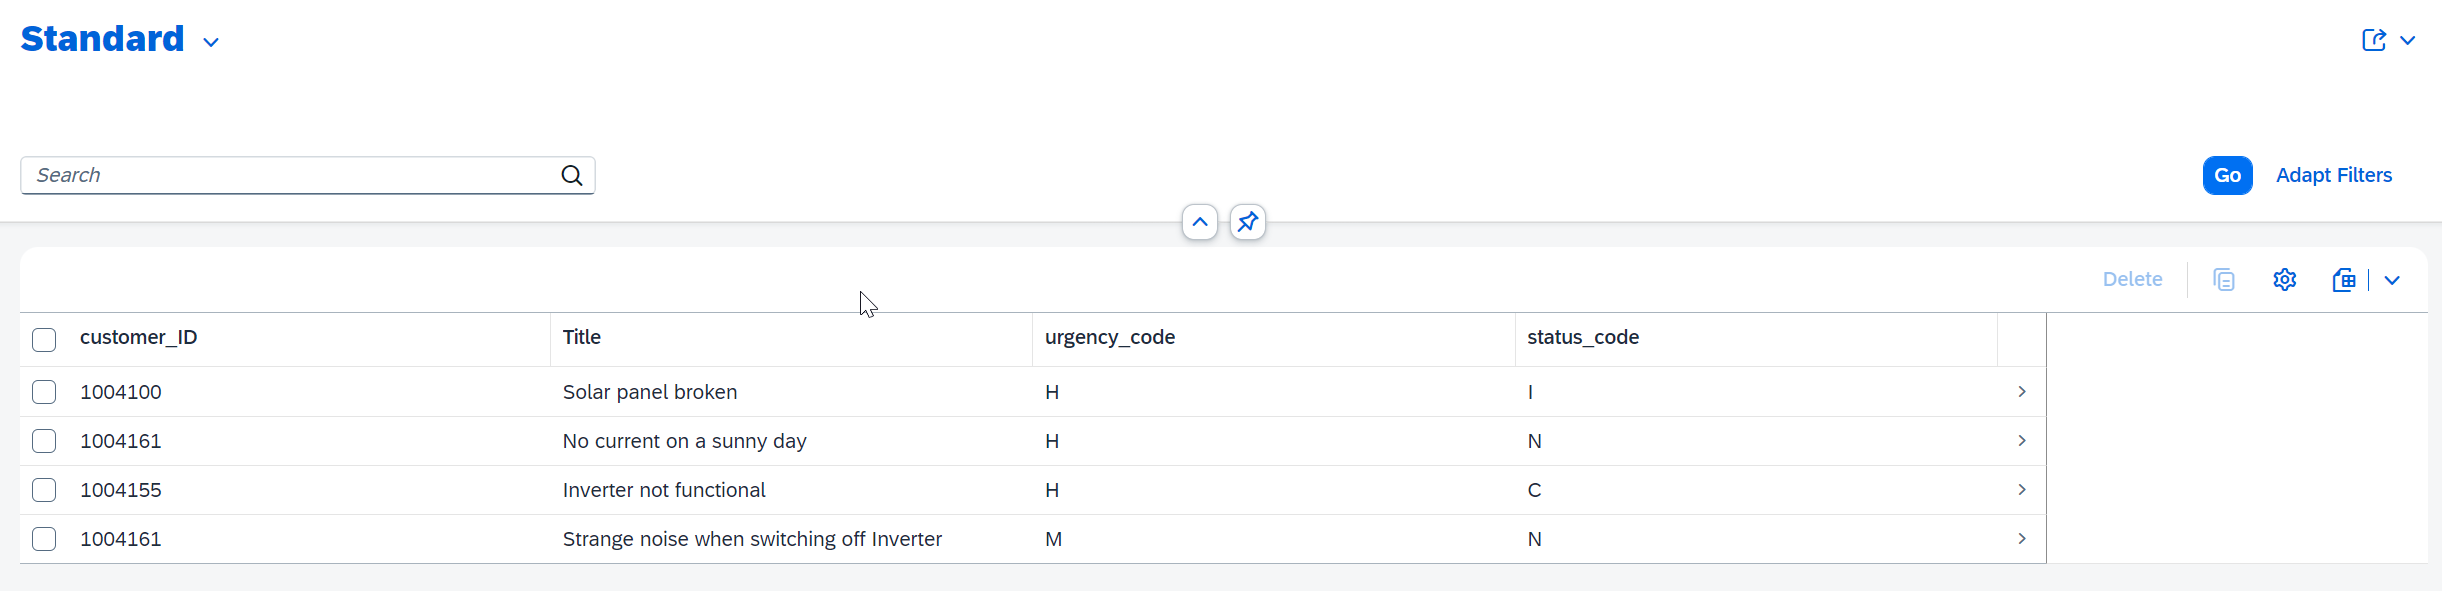 Standard
Search
Go Adapt Filters
Delete
customer_ID Title urgency_code status_code
1004100 Solar panel broken H I
1004161 No current on a sunny day H N
1004155 Inverter not functional H C
1004161 Strange noise when switching off Inverter M N